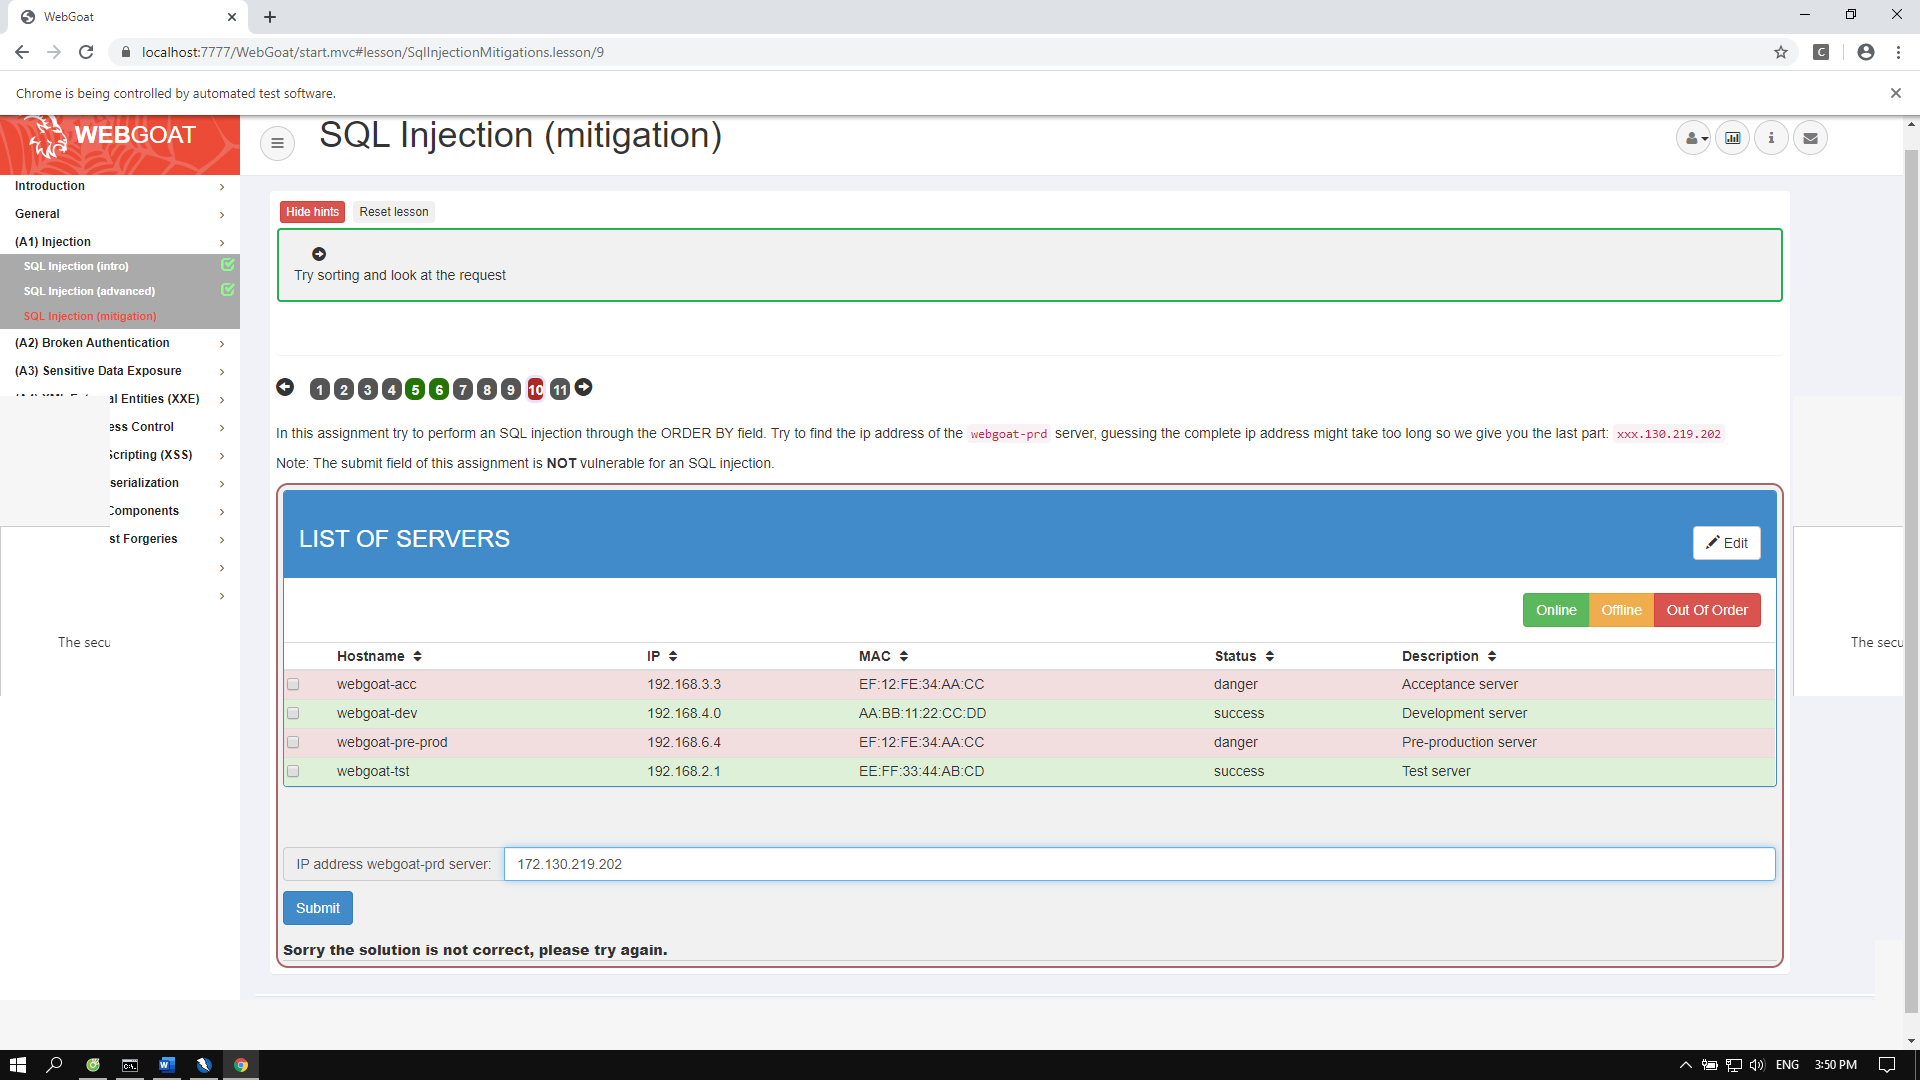 WebGoat
localhost:7777/WebGoat/start.mvc#lesson/SqlInjectionMitigations.lesson/9
Chrome is being controlled by automated test software.
WEBGOAT
SQL Injection (mitigation)
Introduction
General
(A1) Injection
SQL Injection (intro)
SQL Injection (advanced)
SQL Injection (mitigation)
(A2) Broken Authentication
(A3) Sensitive Data Exposure
al Entities (XXE)
ess Control
Scripting (XSS)
serialization
Components
st Forgeries
The secu
Hide hints
Reset lesson
Try sorting and look at the request
1 2 3 4 5 6 7 8 9 10 11
In this assignment try to perform an SQL injection through the ORDER BY field. Try to find the ip address of the webgoat-prd server, guessing the complete ip address might take too long so we give you the last part: xxx.130.219.202
Note: The submit field of this assignment is NOT vulnerable for an SQL injection.
LIST OF SERVERS
Edit
Online Offline Out Of Order
Hostname IP MAC Status Description
webgoat-acc 192.168.3.3 EF:12:FE:34:AA:CC danger Acceptance server
webgoat-dev 192.168.4.0 AA:BB:11:22:CC:DD success Development server
webgoat-pre-prod 192.168.6.4 EF:12:FE:34:AA:CC danger Pre-production server
webgoat-tst 192.168.2.1 EE:FF:33:44:AB:CD success Test server
The secu
IP address webgoat-prd server: 172.130.219.202
Submit
Sorry the solution is not correct, please try again.
ENG
3:50 PM